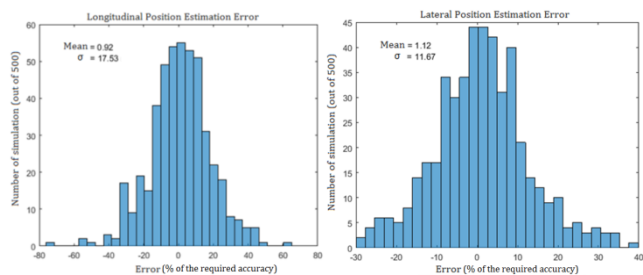 Longitudinal Position Estimation Error
Mean = 0.92
σ = 17.53
Number of simulation (out of 500)
60
50
40
30
20
10
0
-80 -60 -40 -20 0 20 40 60 80
Error (% of the required accuracy)
Lateral Position Estimation Error
Mean = 1.12
σ = 11.67
Number of simulation (out of 500)
45
40
35
30
25
20
15
10
5
0
-30 -20 -10 0 10 20 30 40
Error (% of the required accuracy)